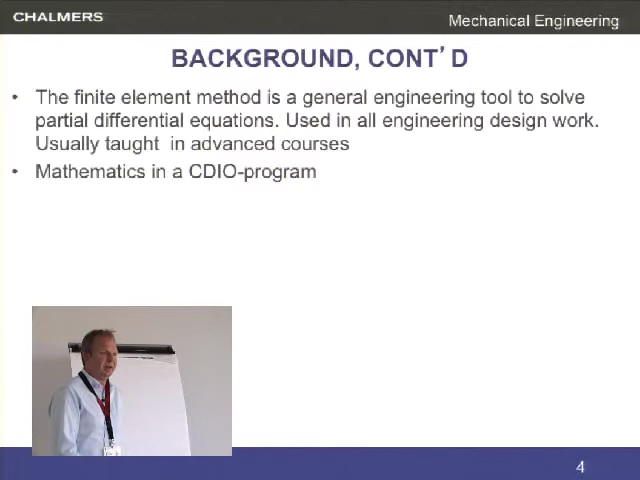 CHALMERS
Mechanical Engineering
BACKGROUND, CONT'D
• The finite element method is a general engineering tool to solve
partial differential equations. Used in all engineering design work.
Usually taught in advanced courses
• Mathematics in a CDIO-program
4